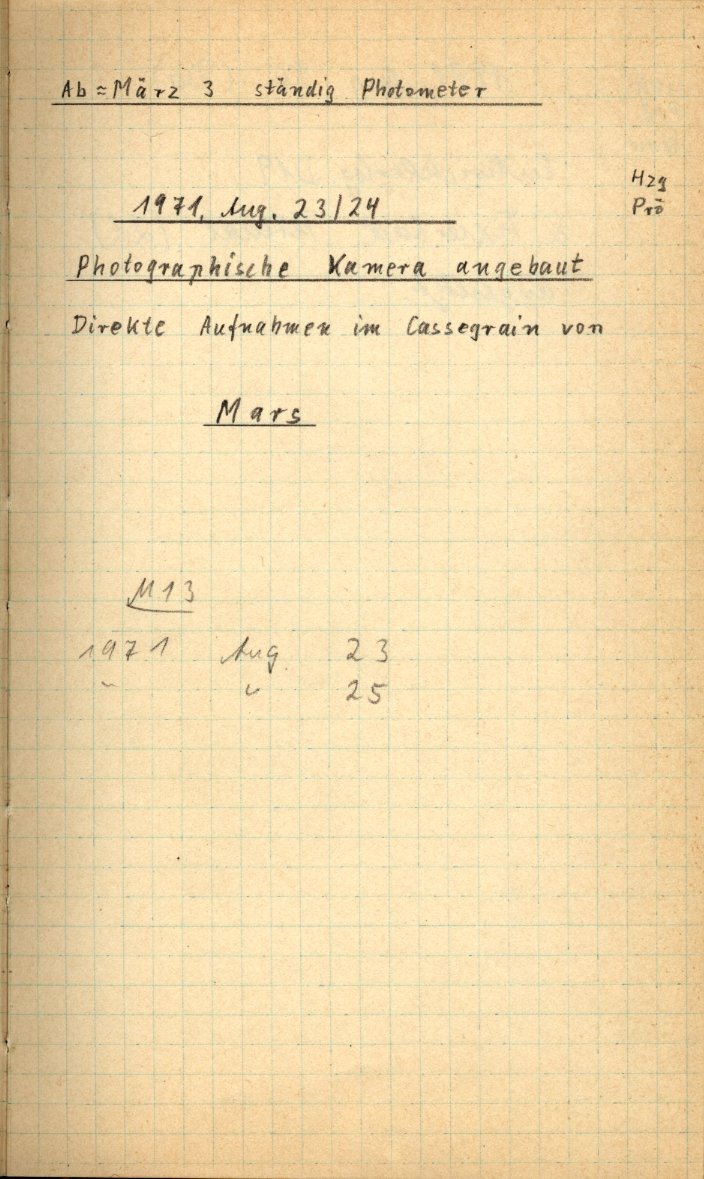 Ab ≈ März 3 ständig Photometer
Hzg
1971, Aug. 23/24
Prö
Photographische Kamera angebaut
Direkte Aufnahmen im Cassegrain von
Mars
M13
1971 Aug 23
" " 25